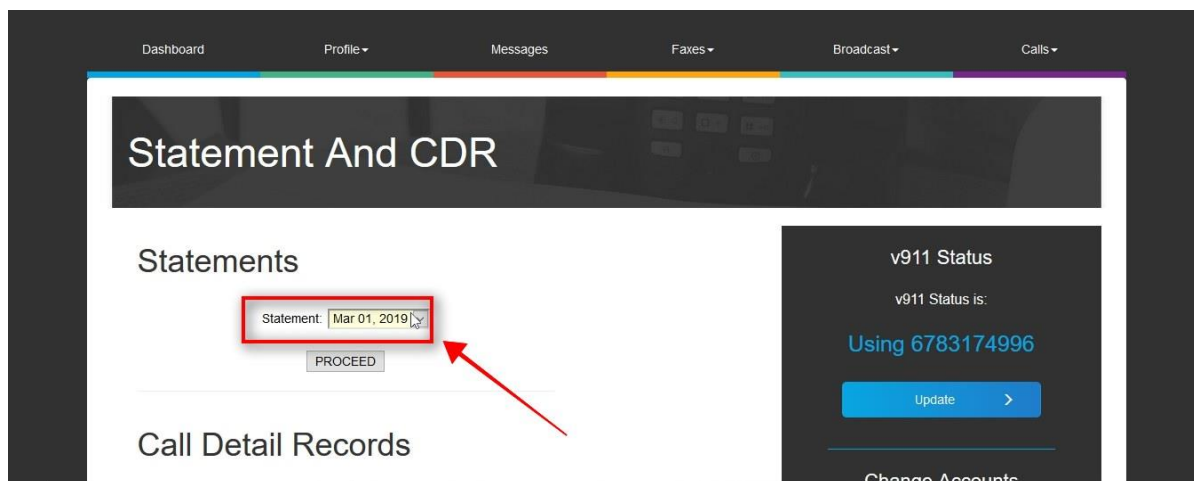 Dashboard Profile Messages Faxes Broadcast Calls
Statement And CDR
Statements
Statement: Mar 01, 2019
PROCEED
Call Detail Records
v911 Status
v911 Status is:
Using 6783174996
Update
Change Accounts